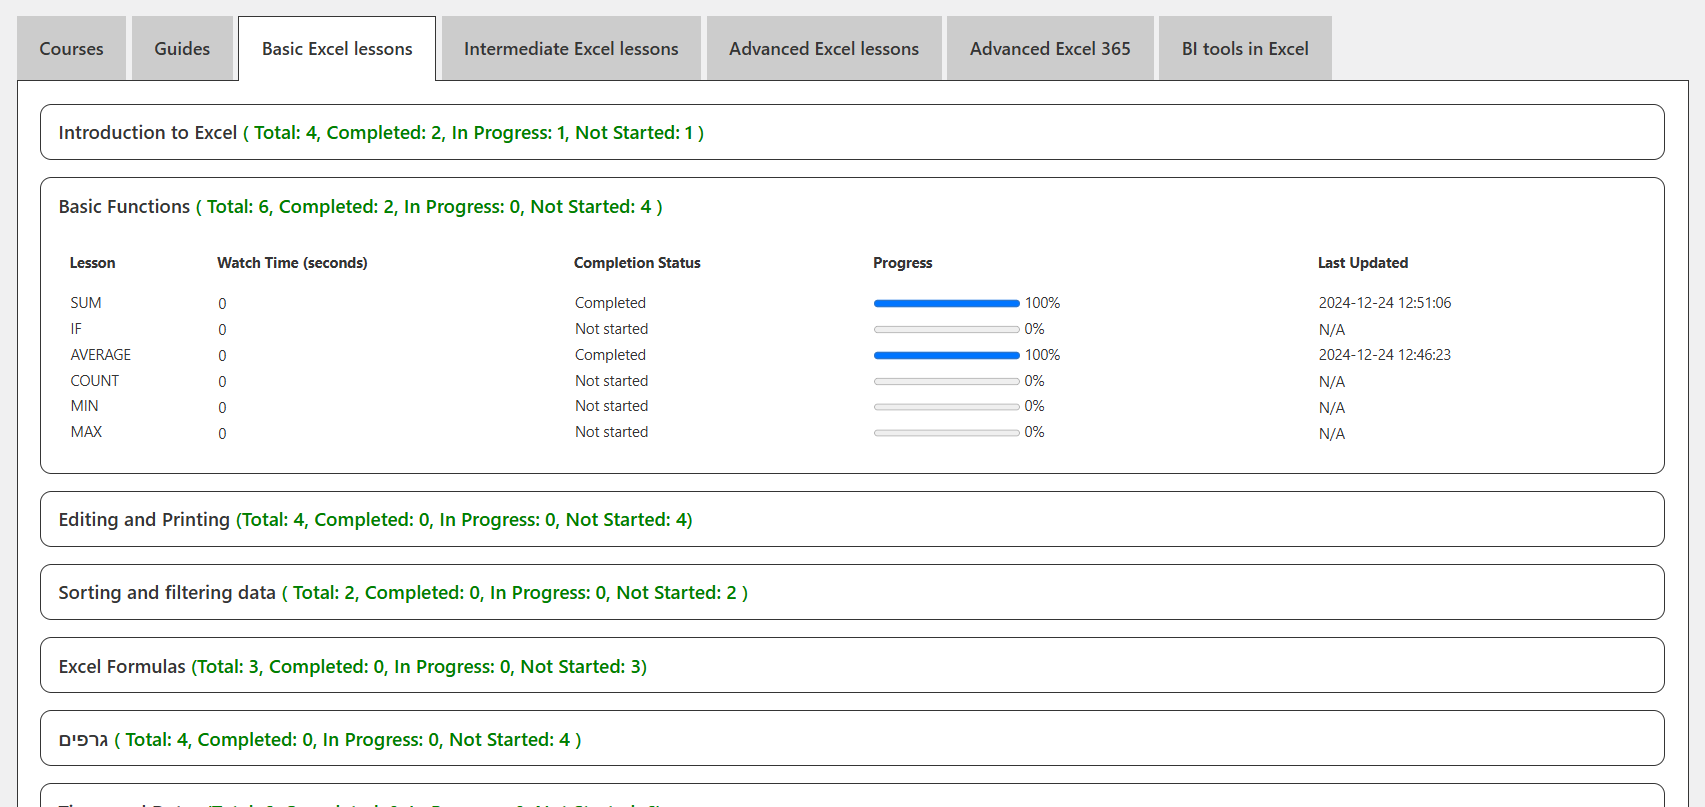 Courses Guides Basic Excel lessons Intermediate Excel lessons Advanced Excel lessons Advanced Excel 365 BI tools in Excel
Introduction to Excel ( Total: 4, Completed: 2, In Progress: 1, Not Started: 1 )
Basic Functions ( Total: 6, Completed: 2, In Progress: 0, Not Started: 4 )
Lesson Watch Time (seconds) Completion Status Progress Last Updated
SUM 0 Completed 100% 2024-12-24 12:51:06
IF 0 Not started 0% N/A
AVERAGE 0 Completed 100% 2024-12-24 12:46:23
COUNT 0 Not started 0% N/A
MIN 0 Not started 0% N/A
MAX 0 Not started 0% N/A
Editing and Printing (Total: 4, Completed: 0, In Progress: 0, Not Started: 4)
Sorting and filtering data ( Total: 2, Completed: 0, In Progress: 0, Not Started: 2 )
Excel Formulas (Total: 3, Completed: 0, In Progress: 0, Not Started: 3)
גרפים ( Total: 4, Completed: 0, In Progress: 0, Not Started: 4 )